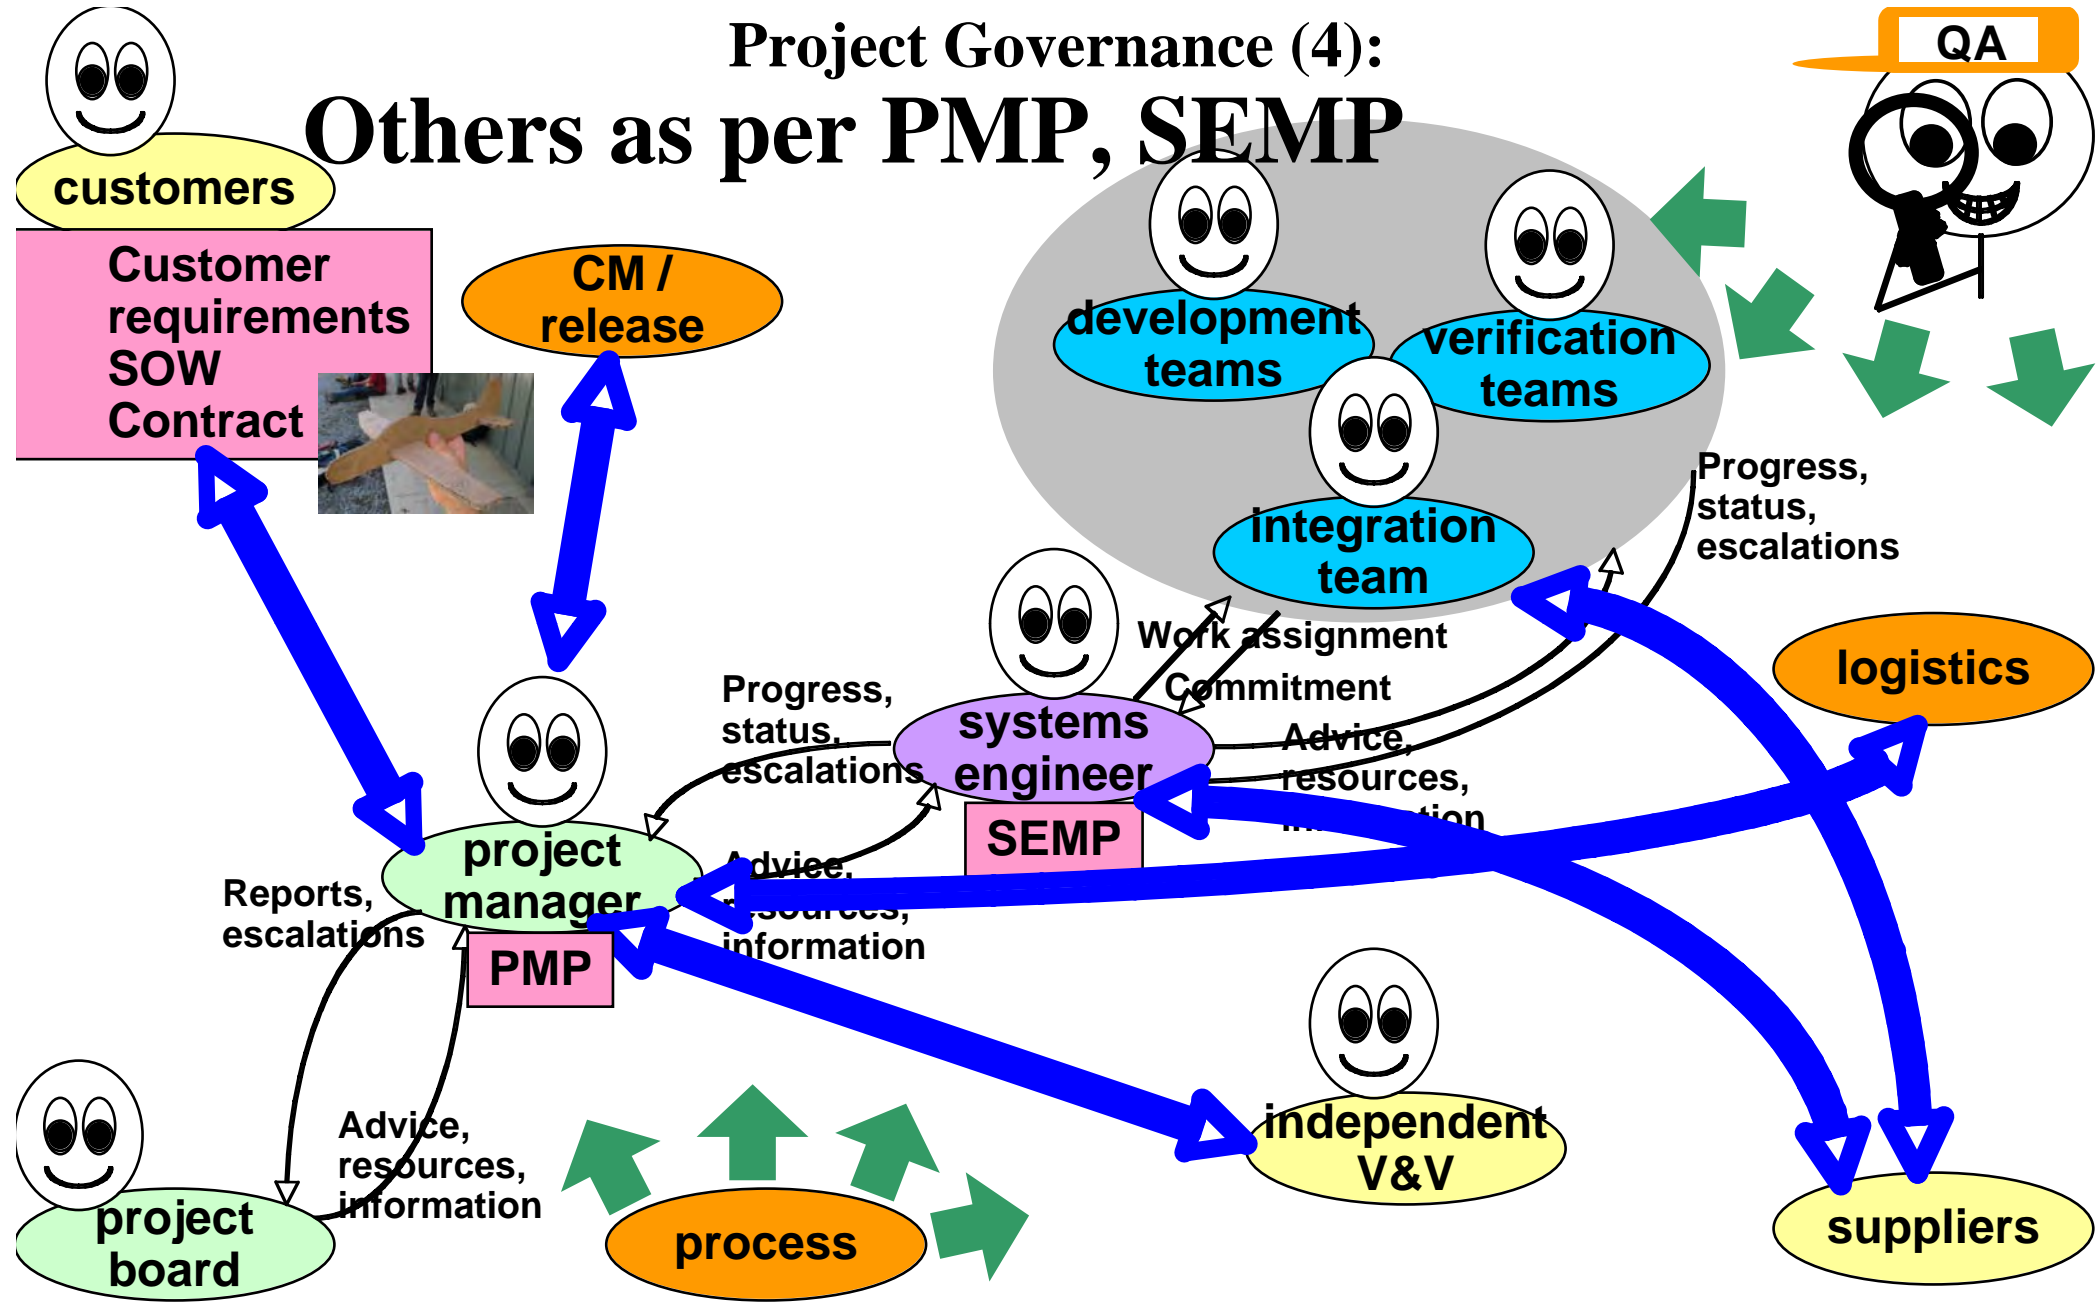 Project Governance (4):
Others as per PMP, SEMP
QA
customers
Customer
requirements
SOW
Contract
CM /
release
development
teams
verification
teams
integration
team
Progress,
status,
escalations
Work assignment
Commitment
logistics
Progress,
status,
escalations
systems
engineer
SEMP
Advice,
resources,
information
project
manager
PMP
Advice,
resources,
information
Reports,
escalations
Advice,
resources,
information
project
board
process
independent
V&V
suppliers